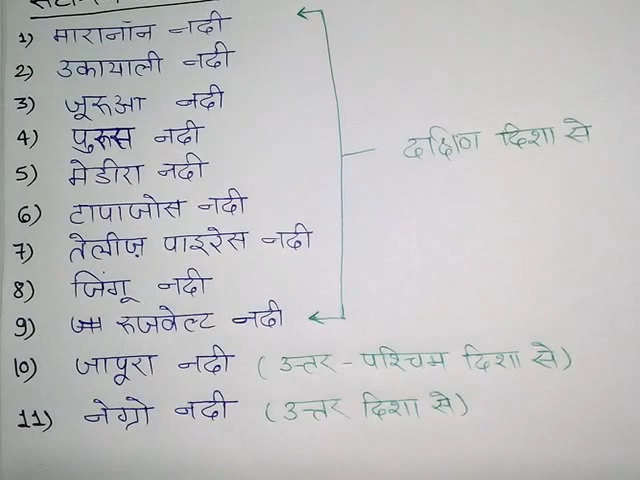 1) मारानॉन नदी
2) उकायाली नदी
3) जूरूआ नदी
4) पुरूस नदी
दक्षिण दिशा से
5) मेडीरा नदी
6) टापाजोस नदी
7) तेलीज़ पाइरेस नदी
8) जिंगू नदी
9) रूजवेल्ट नदी
10) जापूरा नदी (उत्तर-पश्चिम दिशा से)
11) नेग्रो नदी (उत्तर दिशा से)